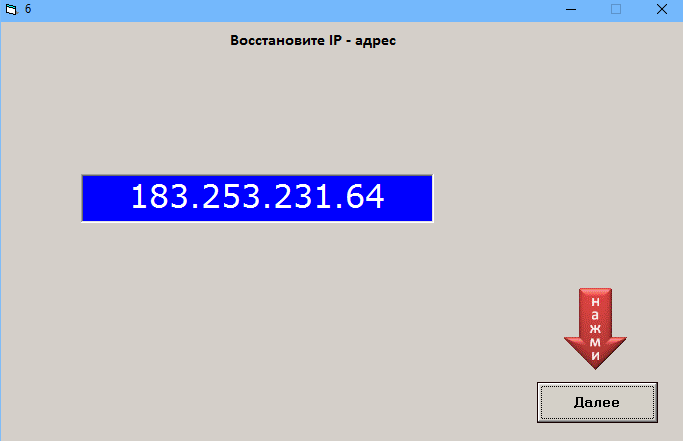 6
Восстановите IP - адрес
183.253.231.64
нажми
Далее